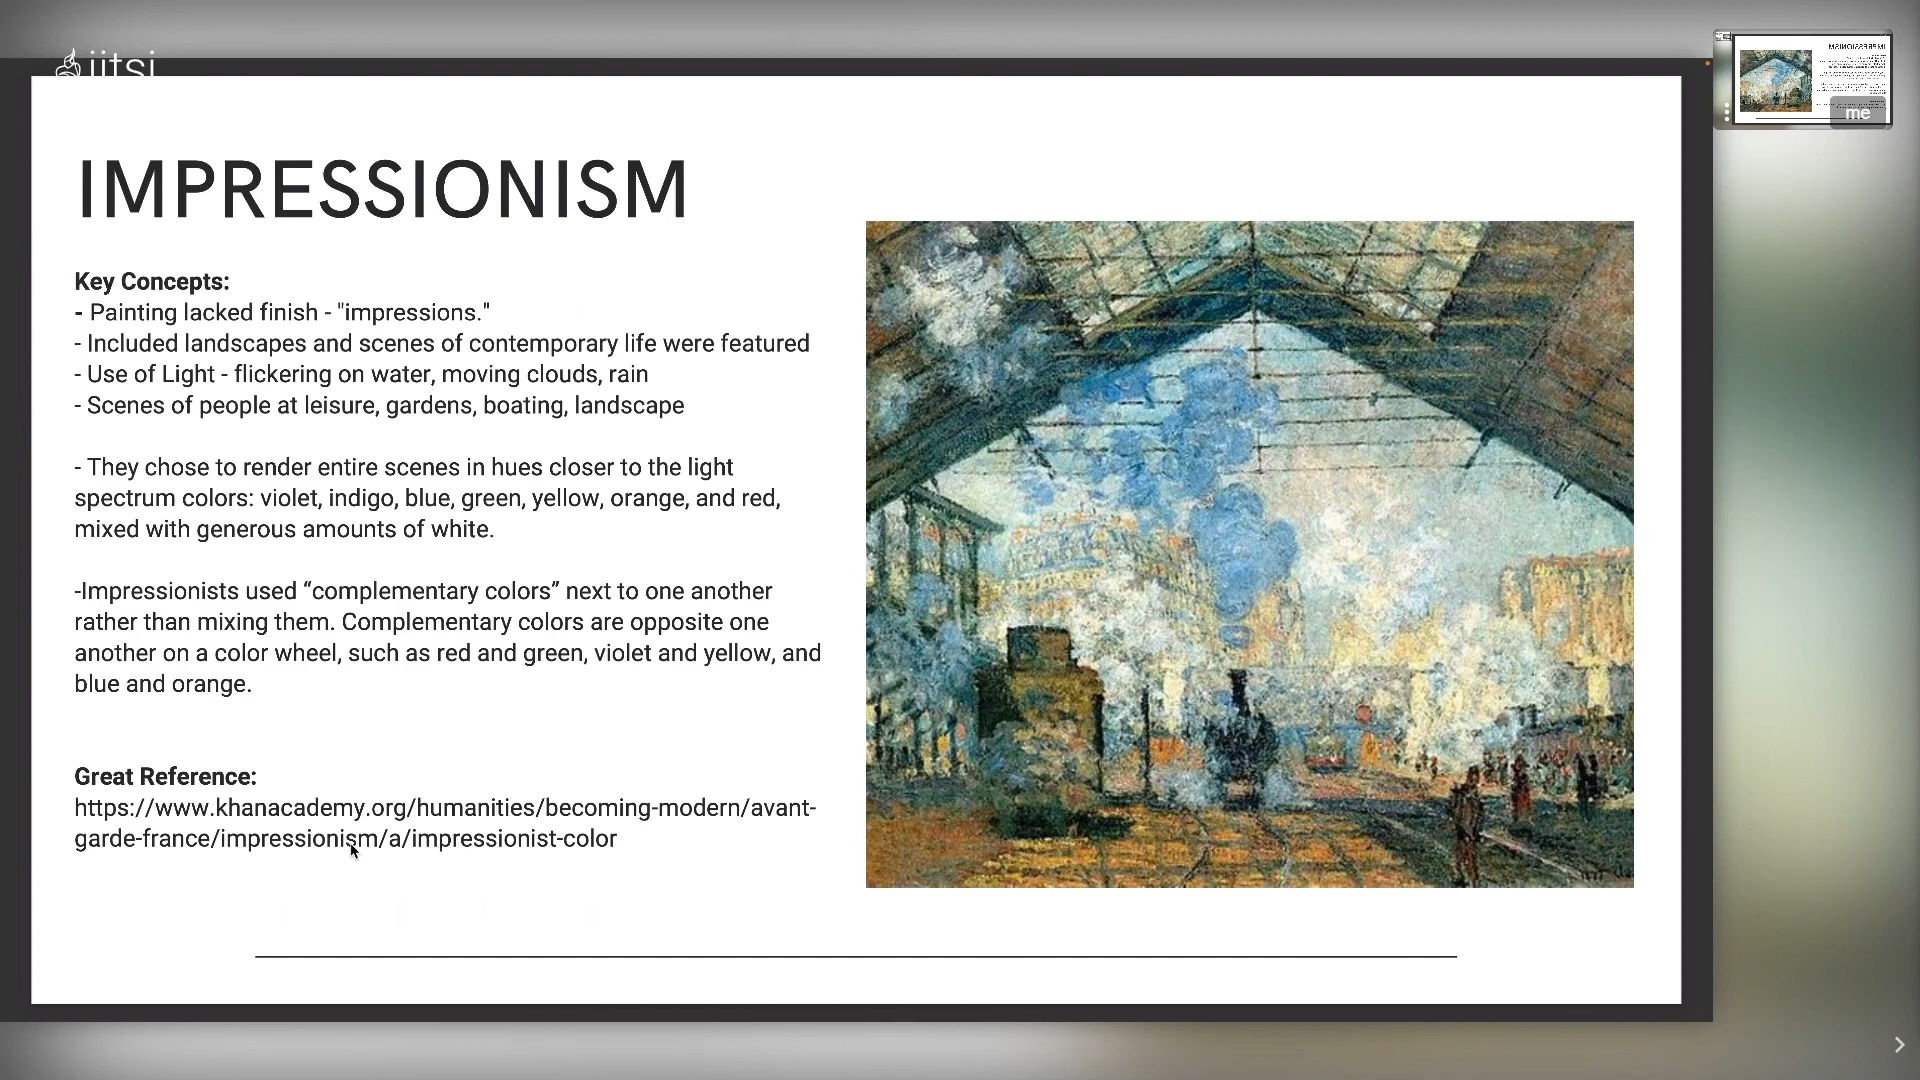 jitsi
IMPRESSIONISM
Key Concepts:
- Painting lacked finish - "impressions."
- Included landscapes and scenes of contemporary life were featured
- Use of Light - flickering on water, moving clouds, rain
- Scenes of people at leisure, gardens, boating, landscape
- They chose to render entire scenes in hues closer to the light
spectrum colors: violet, indigo, blue, green, yellow, orange, and red,
mixed with generous amounts of white.
-Impressionists used “complementary colors” next to one another
rather than mixing them. Complementary colors are opposite one
another on a color wheel, such as red and green, violet and yellow, and
blue and orange.
Great Reference:
https://www.khanacademy.org/humanities/becoming-modern/avant-
garde-france/impressionism/a/impressionist-color
IMPRESSIONISM
me